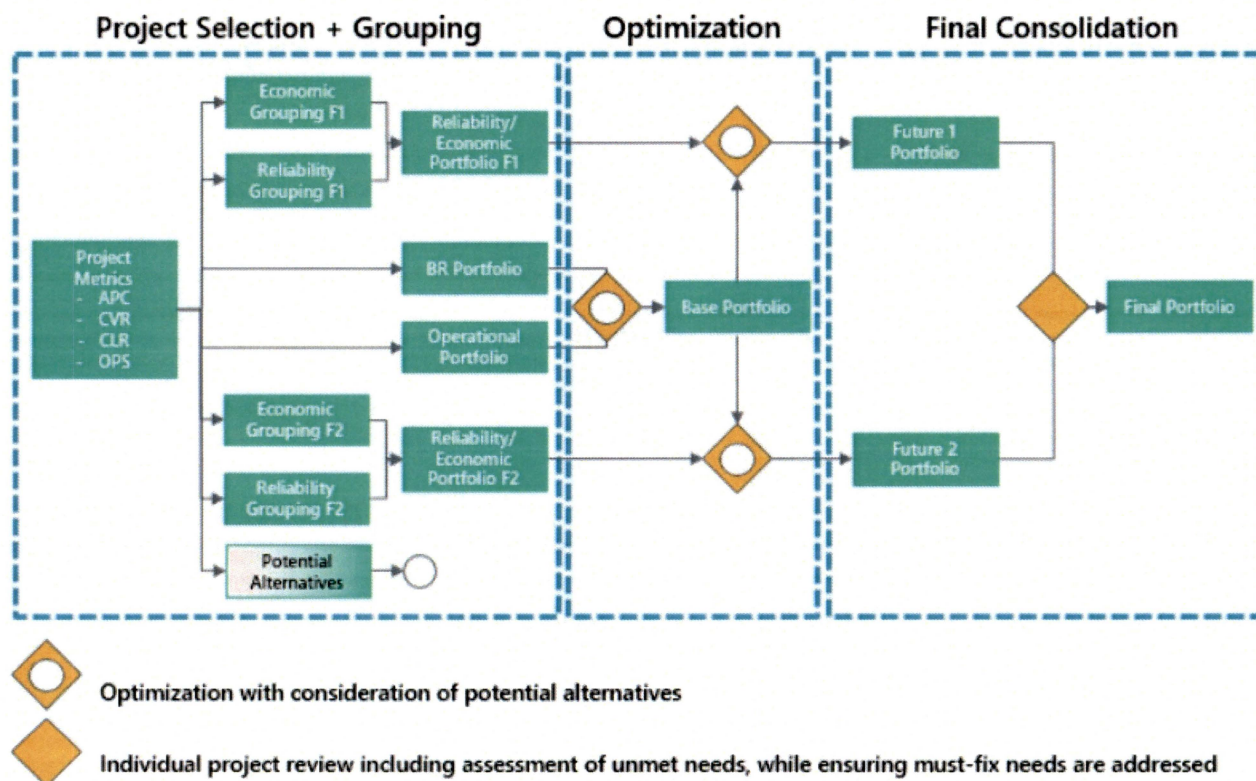 Project Selection + Grouping
Optimization
Final Consolidation
Economic
Grouping F1
Reliability
Grouping F1
Reliability/
Economic
Portfolio F1
Project
Metrics
- APC
- CVR
- CLR
- OPS
BR Portfolio
Operational
Portfolio
Economic
Grouping F2
Reliability
Grouping F2
Reliability/
Economic
Portfolio F2
Potential
Alternatives
Base Portfolio
Future 1
Portfolio
Future 2
Portfolio
Final Portfolio
Optimization with consideration of potential alternatives
Individual project review including assessment of unmet needs, while ensuring must-fix needs are addressed